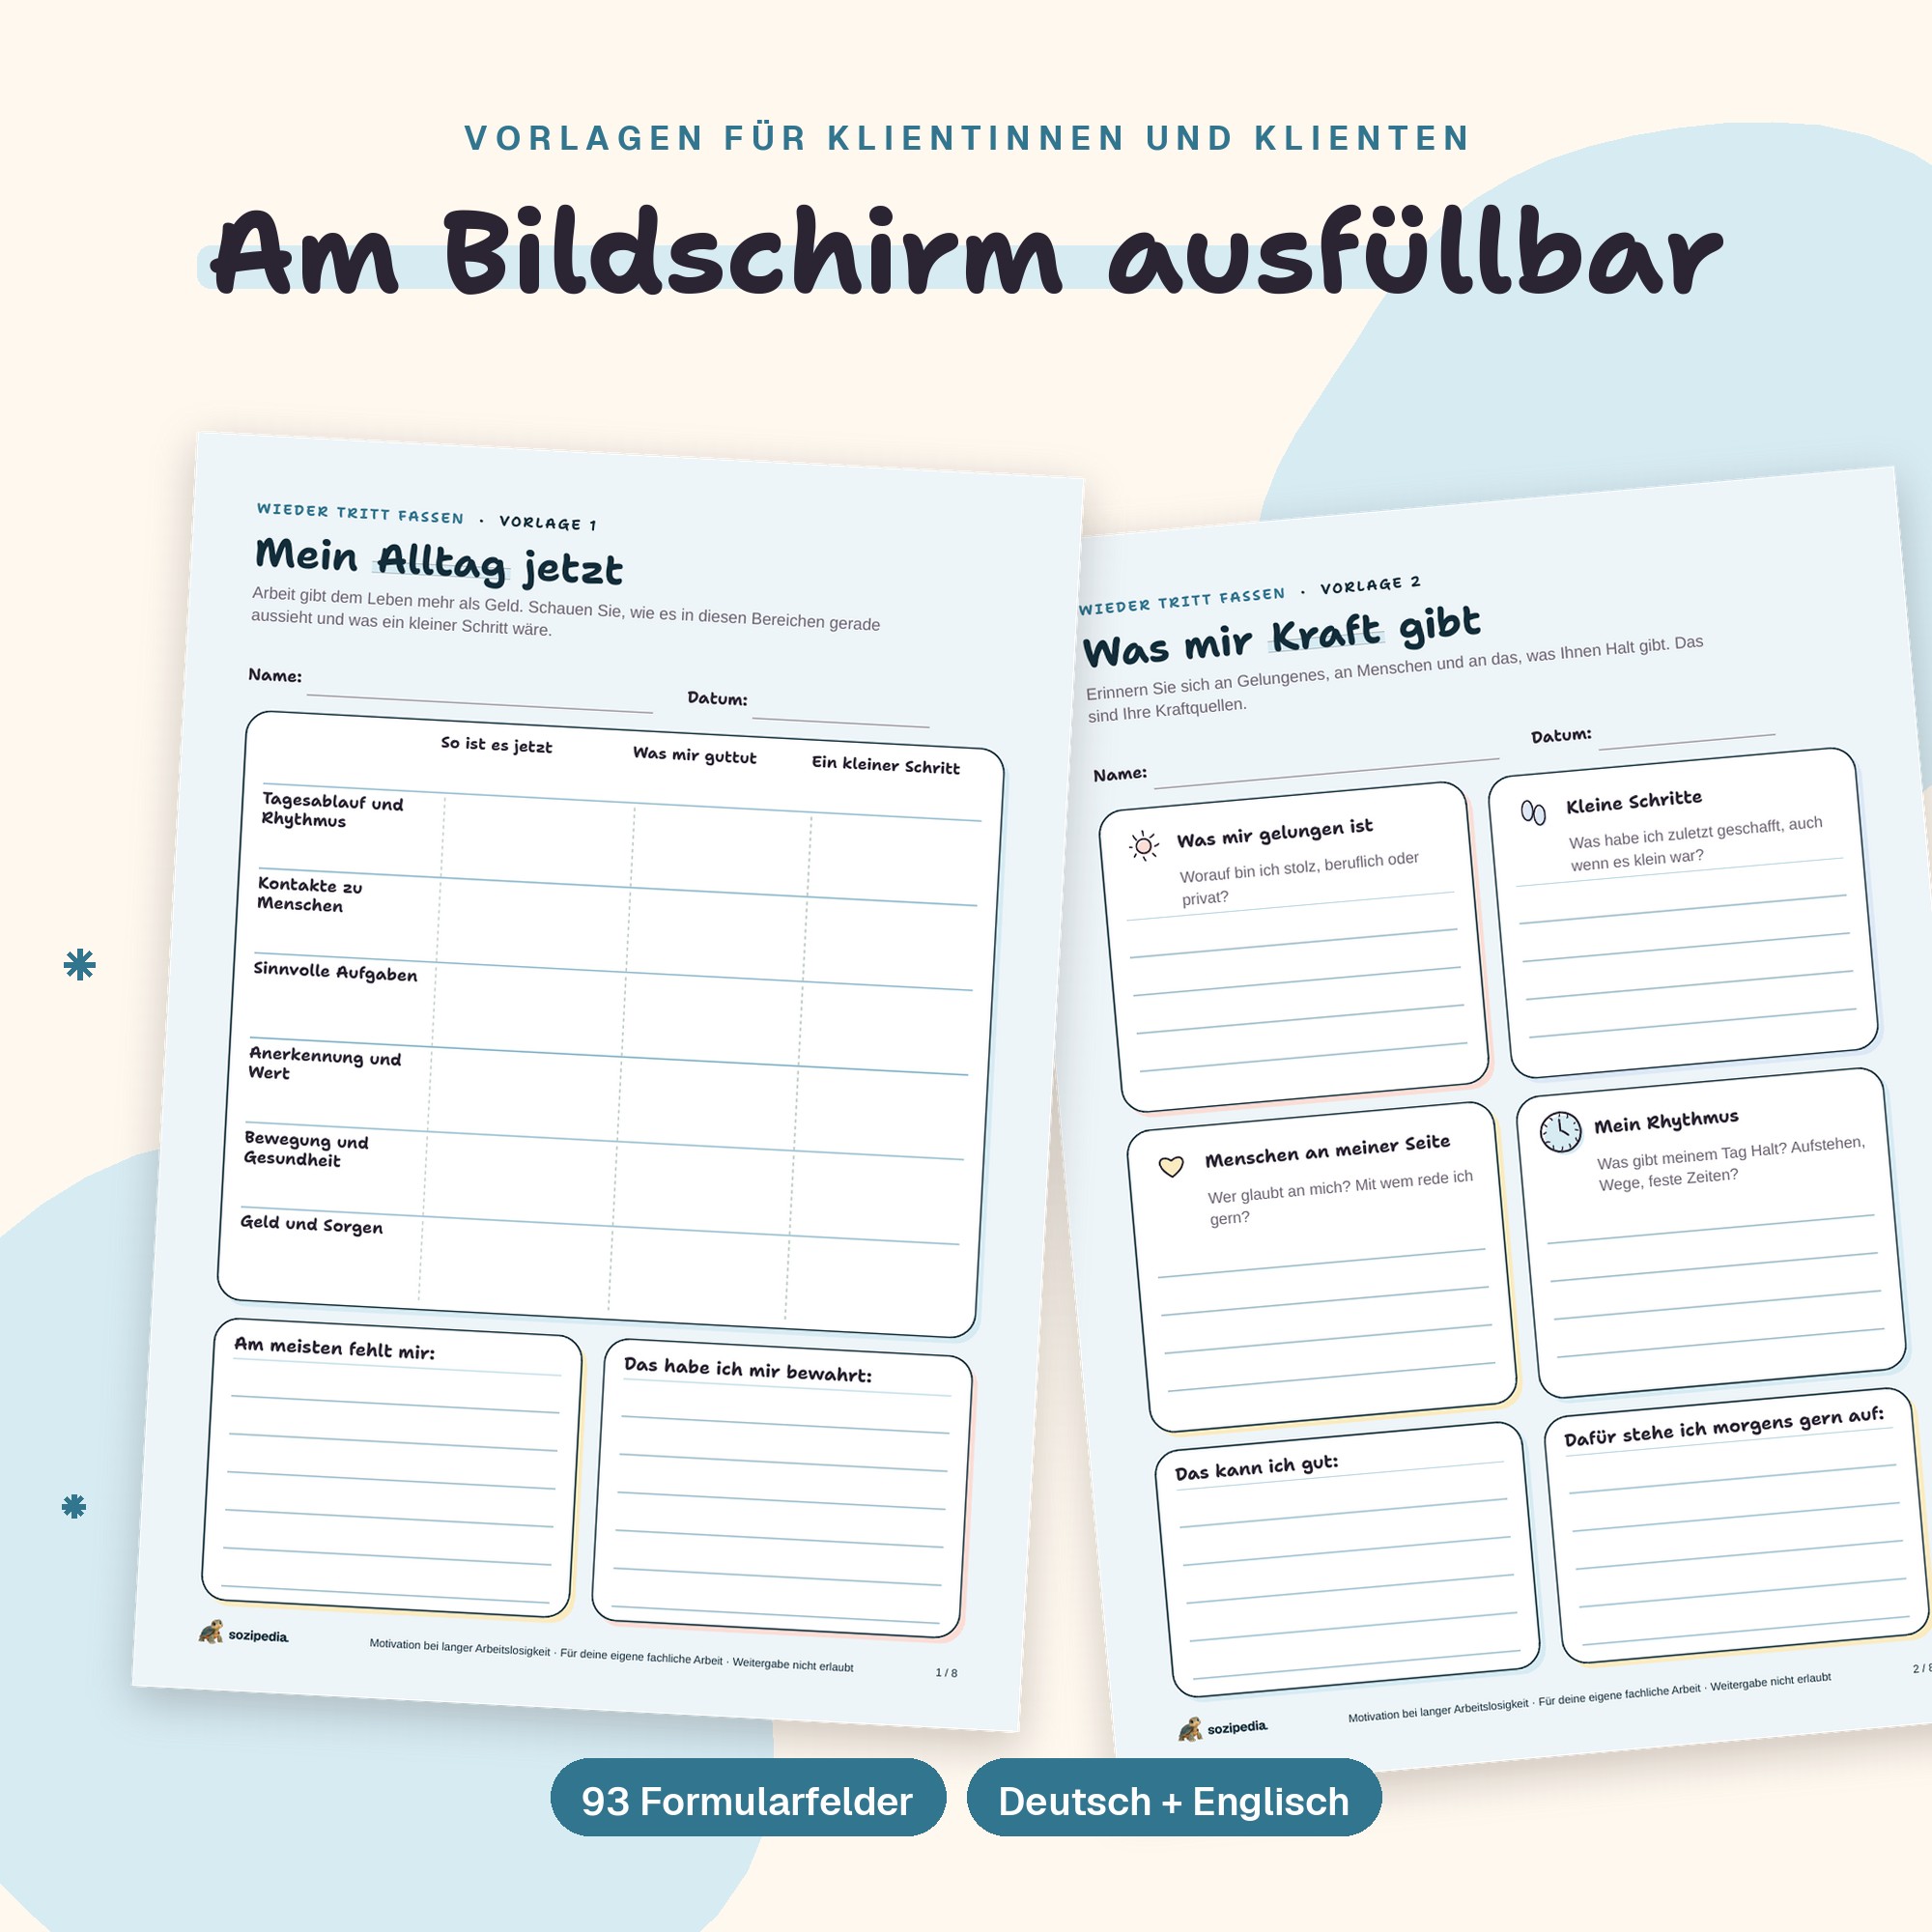 VORLAGEN FÜR KLIENTINNEN UND KLIENTEN
Am Bildschirm ausfüllbar
WIEDER TRITT FASSEN · VORLAGE 1
Mein Alltag jetzt
Arbeit gibt dem Leben mehr als Geld. Schauen Sie, wie es in diesen Bereichen gerade
aussieht und was ein kleiner Schritt wäre.
Name:
Datum:
So ist es jetzt
Was mir guttut
Ein kleiner Schritt
Tagesablauf und
Rhythmus
Kontakte zu
Menschen
Sinnvolle Aufgaben
Anerkennung und
Wert
Bewegung und
Gesundheit
Geld und Sorgen
Am meisten fehlt mir:
Das habe ich mir bewahrt:
sozipedia.
Motivation bei langer Arbeitslosigkeit · Für deine eigene fachliche Arbeit · Weitergabe nicht erlaubt
1 / 8
WIEDER TRITT FASSEN · VORLAGE 2
Was mir Kraft gibt
Erinnern Sie sich an Gelungenes, an Menschen und an das, was Ihnen Halt gibt. Das
sind Ihre Kraftquellen.
Name:
Datum:
Was mir gelungen ist
Worauf bin ich stolz, beruflich oder
privat?
Kleine Schritte
Was habe ich zuletzt geschafft, auch
wenn es klein war?
Menschen an meiner Seite
Wer glaubt an mich? Mit wem rede ich
gern?
Mein Rhythmus
Was gibt meinem Tag Halt? Aufstehen,
Wege, feste Zeiten?
Das kann ich gut:
Dafür stehe ich morgens gern auf:
sozipedia.
Motivation bei langer Arbeitslosigkeit · Für deine eigene fachliche Arbeit · Weitergabe nicht erlaubt
2 / 8
93 Formularfelder
Deutsch + Englisch